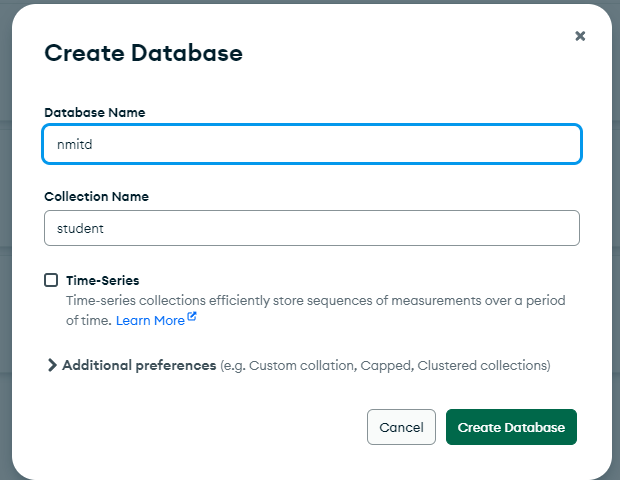 Create Database
Database Name
nmitd
Collection Name
student
Time-Series
Time-series collections efficiently store sequences of measurements over a period
of time. Learn More
Additional preferences (e.g. Custom collation, Capped, Clustered collections)
Cancel
Create Database